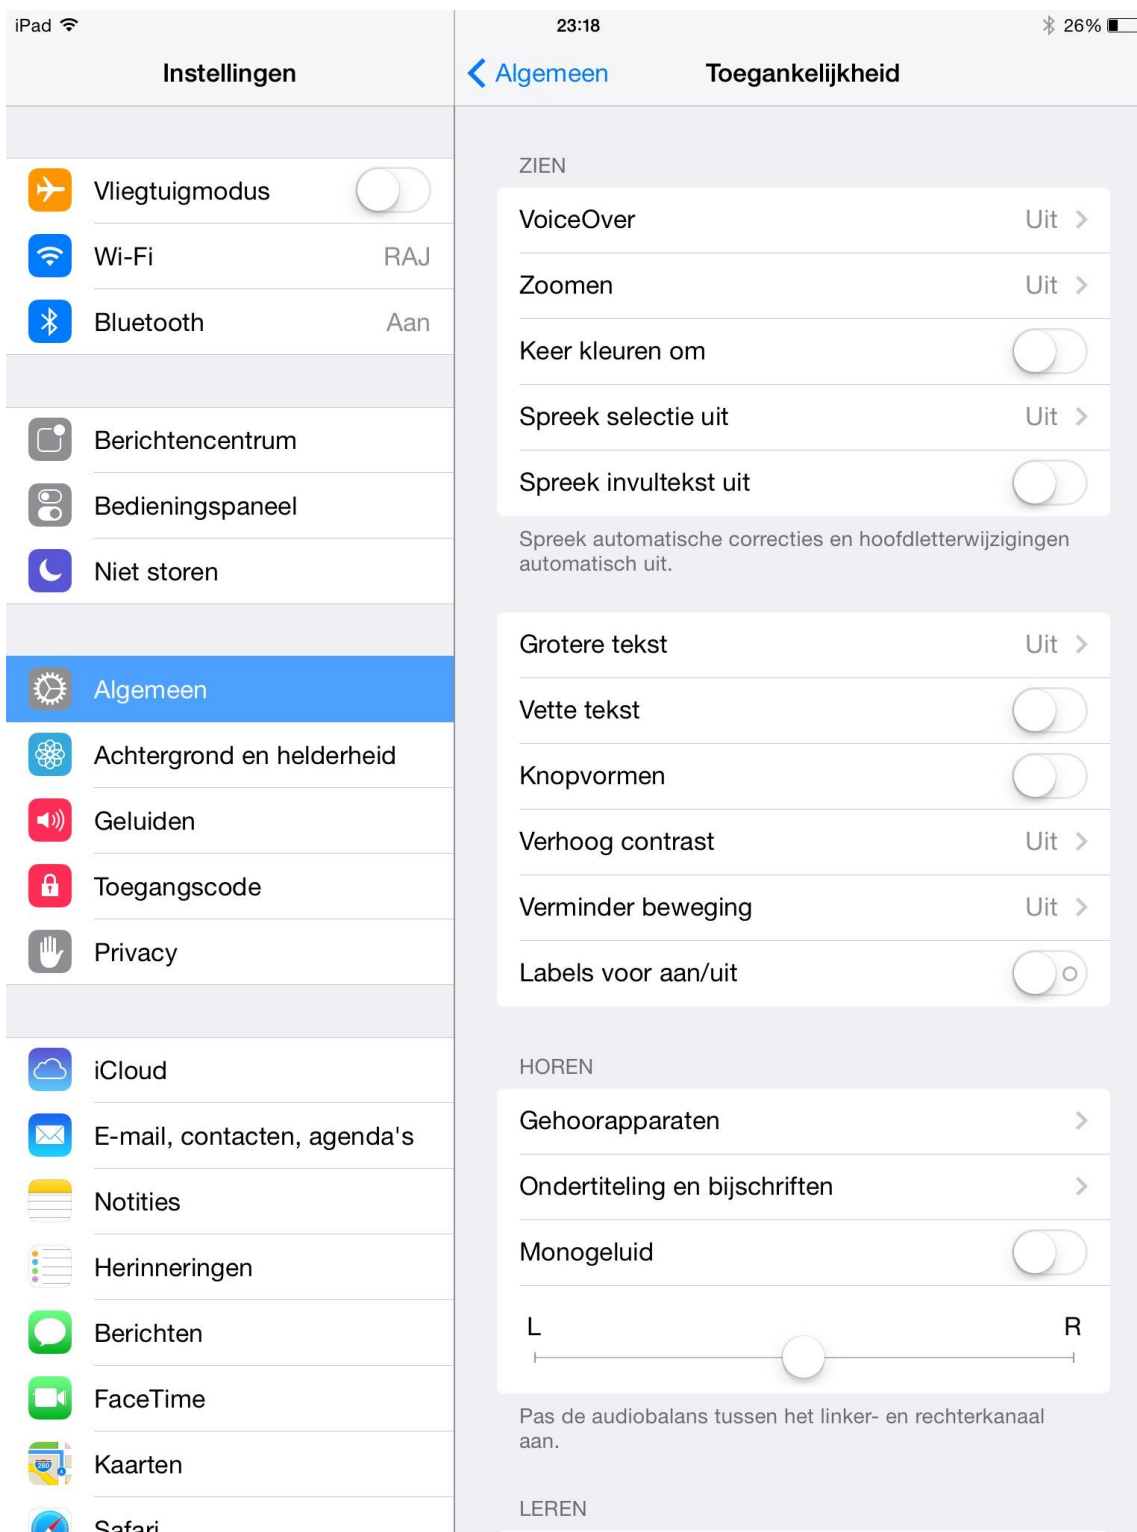 iPad
23:18
26%
Instellingen
Algemeen
Toegankelijkheid
Vliegtuigmodus
Wi-Fi RAJ
Bluetooth Aan
Berichtencentrum
Bedieningspaneel
Niet storen
Algemeen
Achtergrond en helderheid
Geluiden
Toegangscode
Privacy
iCloud
E-mail, contacten, agenda's
Notities
Herinneringen
Berichten
FaceTime
280
Kaarten
Safari
ZIEN
VoiceOver Uit
Zoomen Uit
Keer kleuren om
Spreek selectie uit Uit
Spreek invultekst uit
Spreek automatische correcties en hoofdletterwijzigingen
automatisch uit.
Grotere tekst Uit
Vette tekst
Knopvormen
Verhoog contrast Uit
Verminder beweging Uit
Labels voor aan/uit
HOREN
Gehoorapparaten
Ondertiteling en bijschriften
Monogeluid
L R
Pas de audiobalans tussen het linker- en rechterkanaal
aan.
LEREN